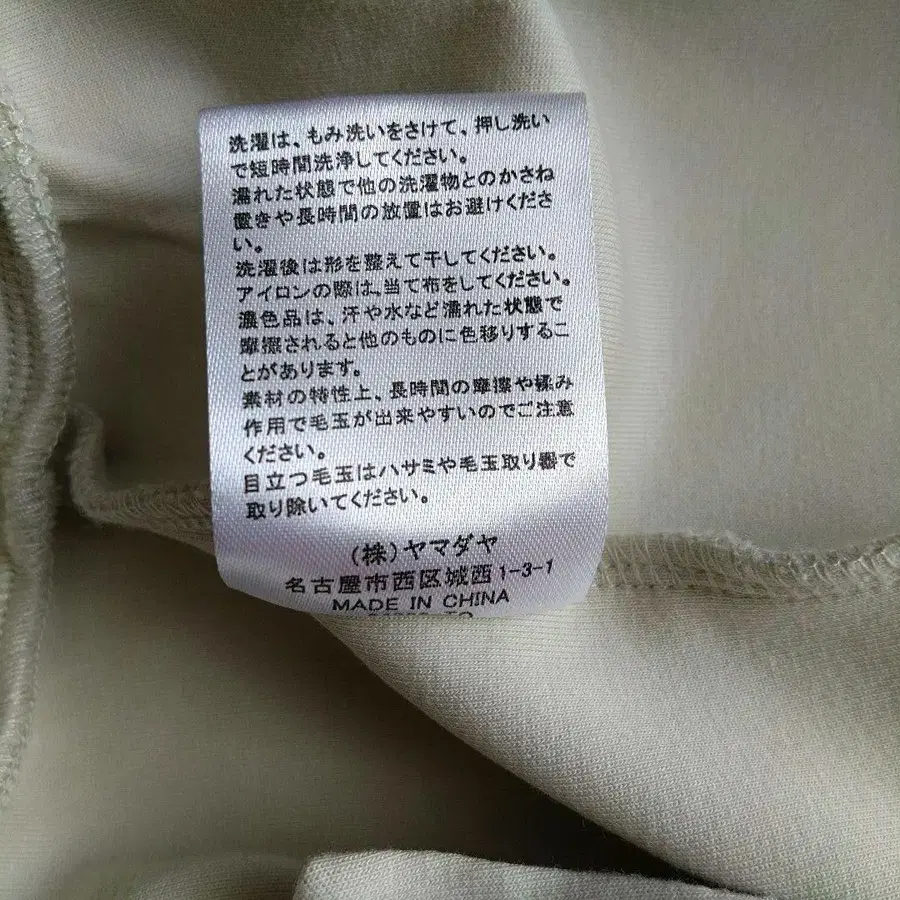 洗濯は、もみ洗いをさけて、押し洗い
で短時間洗浄してください。
濡れた状態で他の洗濯物とのかさね
置きや長時間の放置はお避けくださ
い。
洗濯後は形を整えて干してください。
アイロンの際は、当て布をしてください。
濃色品は、汗や水など濡れた状態で
摩擦されると他のものに色移りするこ
とがあります。
素材の特性上、長時間の摩擦や揉み
作用で毛玉が出来やすいのでご注意
ください。
目立つ毛玉はハサミや毛玉取り器で
取り除いてください。
(株)ヤマダヤ
名古屋市西区城西1-3-1
MADE IN CHINA